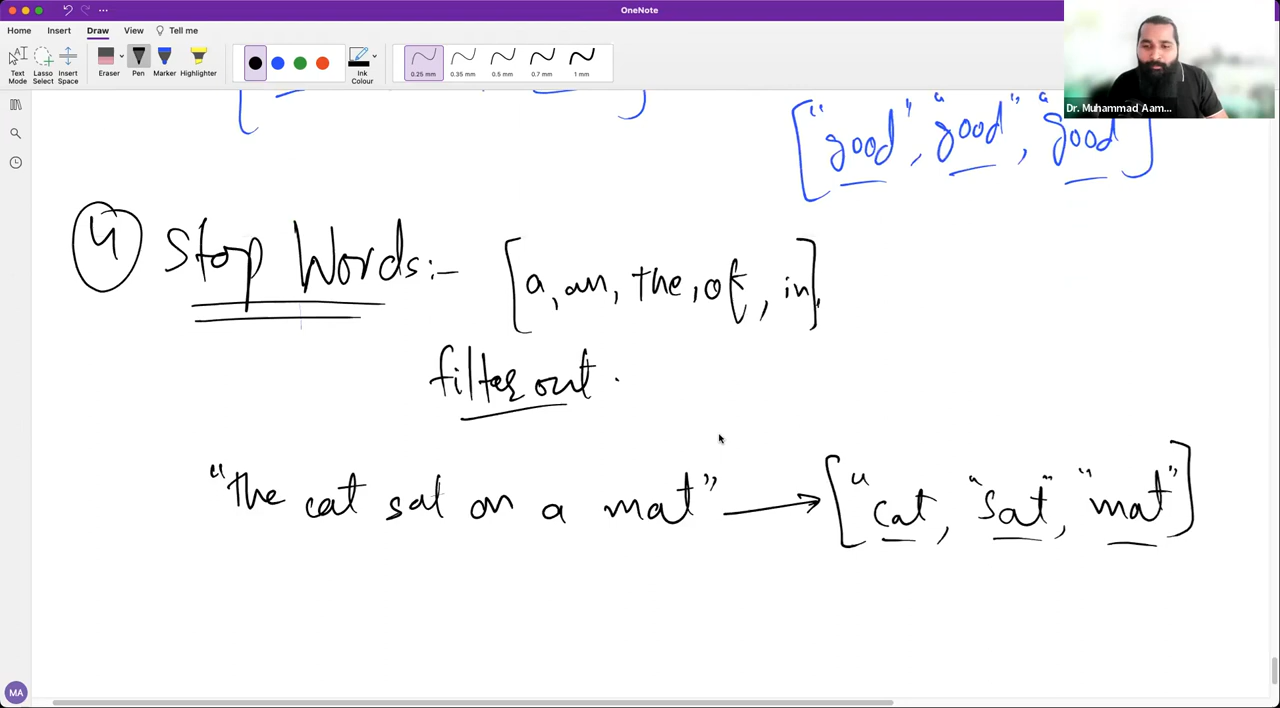 OneNote
Home Insert Draw View Tell me
Text Mode Lasso Select Insert Space Eraser Pen Marker Highlighter Ink Colour 0.25 mm 0.35 mm 0.5 mm 0.7 mm 1 mm
Dr. Muhammad Aam...
["good", "good", "good"]
4 Stop Words:- [a, an, the, of, in].
filter out.
"the cat sat on a mat" → ["cat, "sat", "mat"]
MA